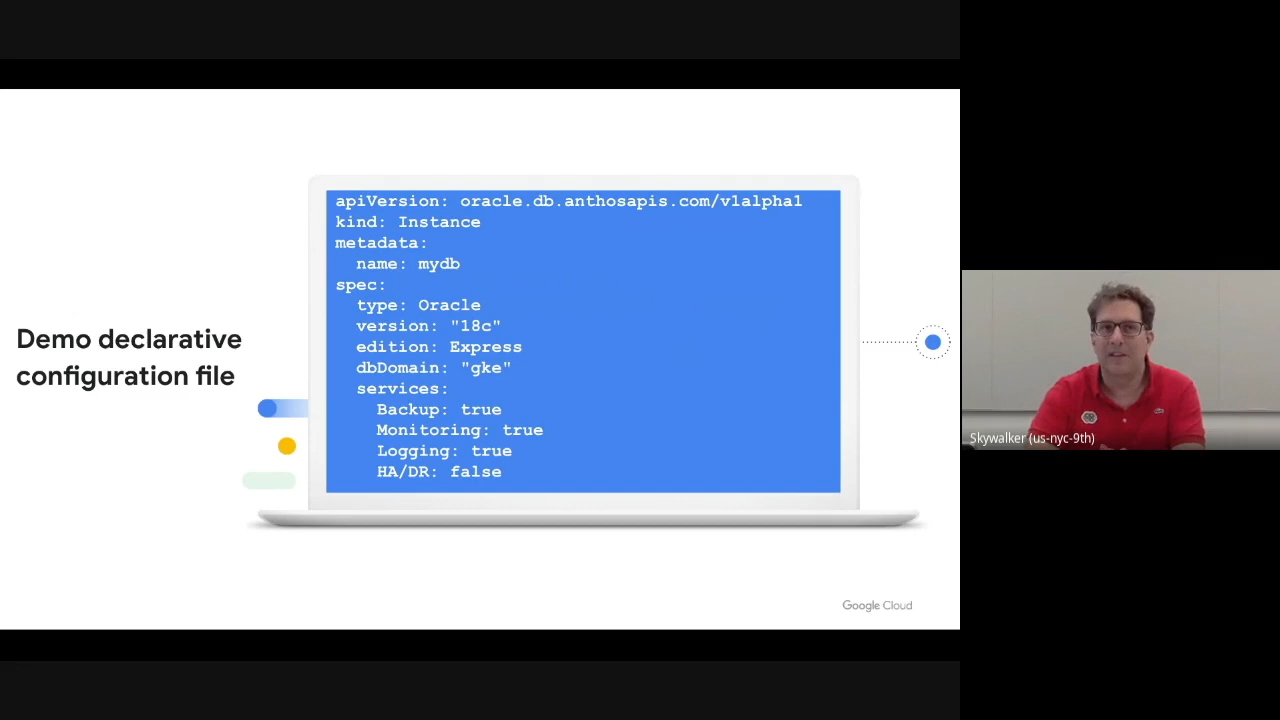 Demo declarative
configuration file
apiVersion: oracle.db.anthosapis.com/v1alpha1
kind: Instance
metadata:
  name: mydb
spec:
  type: Oracle
  version: "18c"
  edition: Express
  dbDomain: "gke"
  services:
    Backup: true
    Monitoring: true
    Logging: true
    HA/DR: false
Google Cloud
Skywalker (us-nyc-9th)